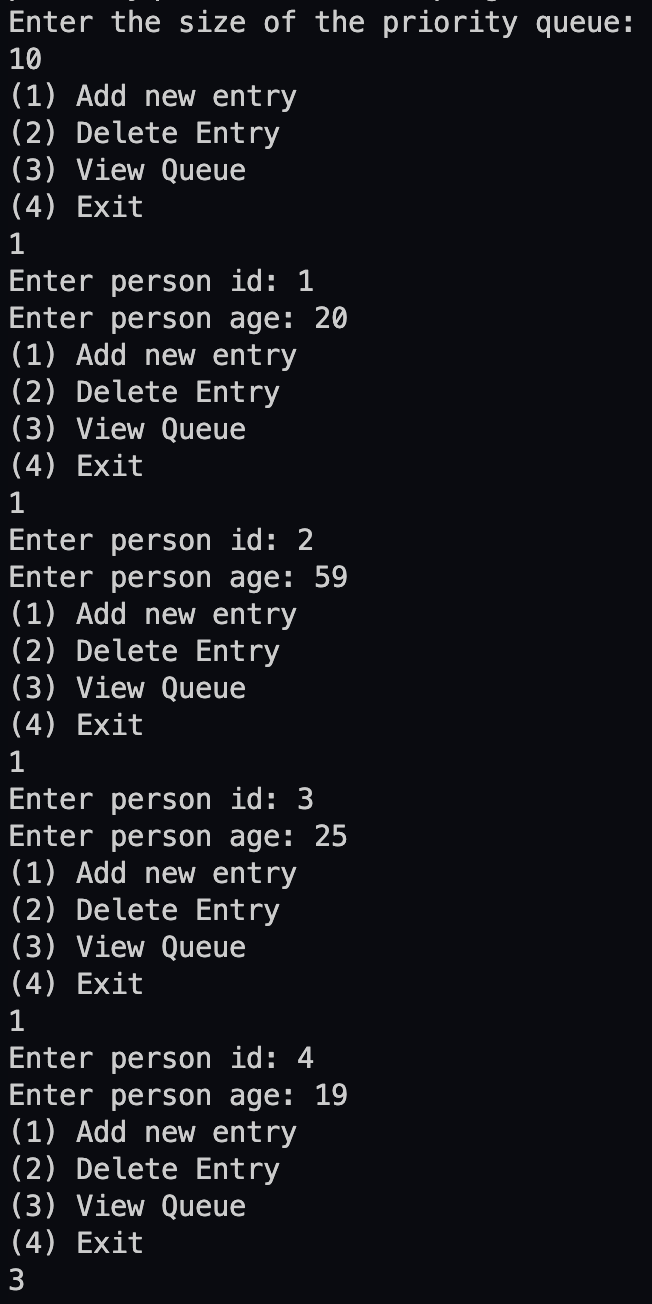 Enter the size of the priority queue:
10
(1) Add new entry
(2) Delete Entry
(3) View Queue
(4) Exit
1
Enter person id: 1
Enter person age: 20
(1) Add new entry
(2) Delete Entry
(3) View Queue
(4) Exit
1
Enter person id: 2
Enter person age: 59
(1) Add new entry
(2) Delete Entry
(3) View Queue
(4) Exit
1
Enter person id: 3
Enter person age: 25
(1) Add new entry
(2) Delete Entry
(3) View Queue
(4) Exit
1
Enter person id: 4
Enter person age: 19
(1) Add new entry
(2) Delete Entry
(3) View Queue
(4) Exit
3